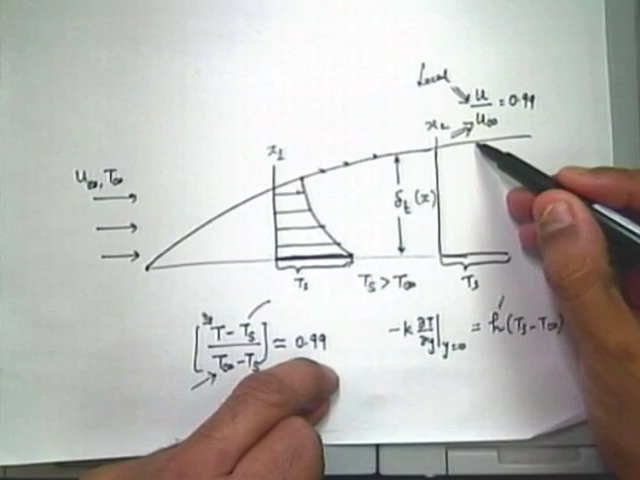 Local
u/u∞ = 0.99
x₂
x₁
u∞, T∞
δₜ(x)
Ts
Ts > T∞
Ts
[T - Ts / T∞ - Ts] ≃ 0.99
-k ∂T/∂y|y=0 = h(Ts - T∞)